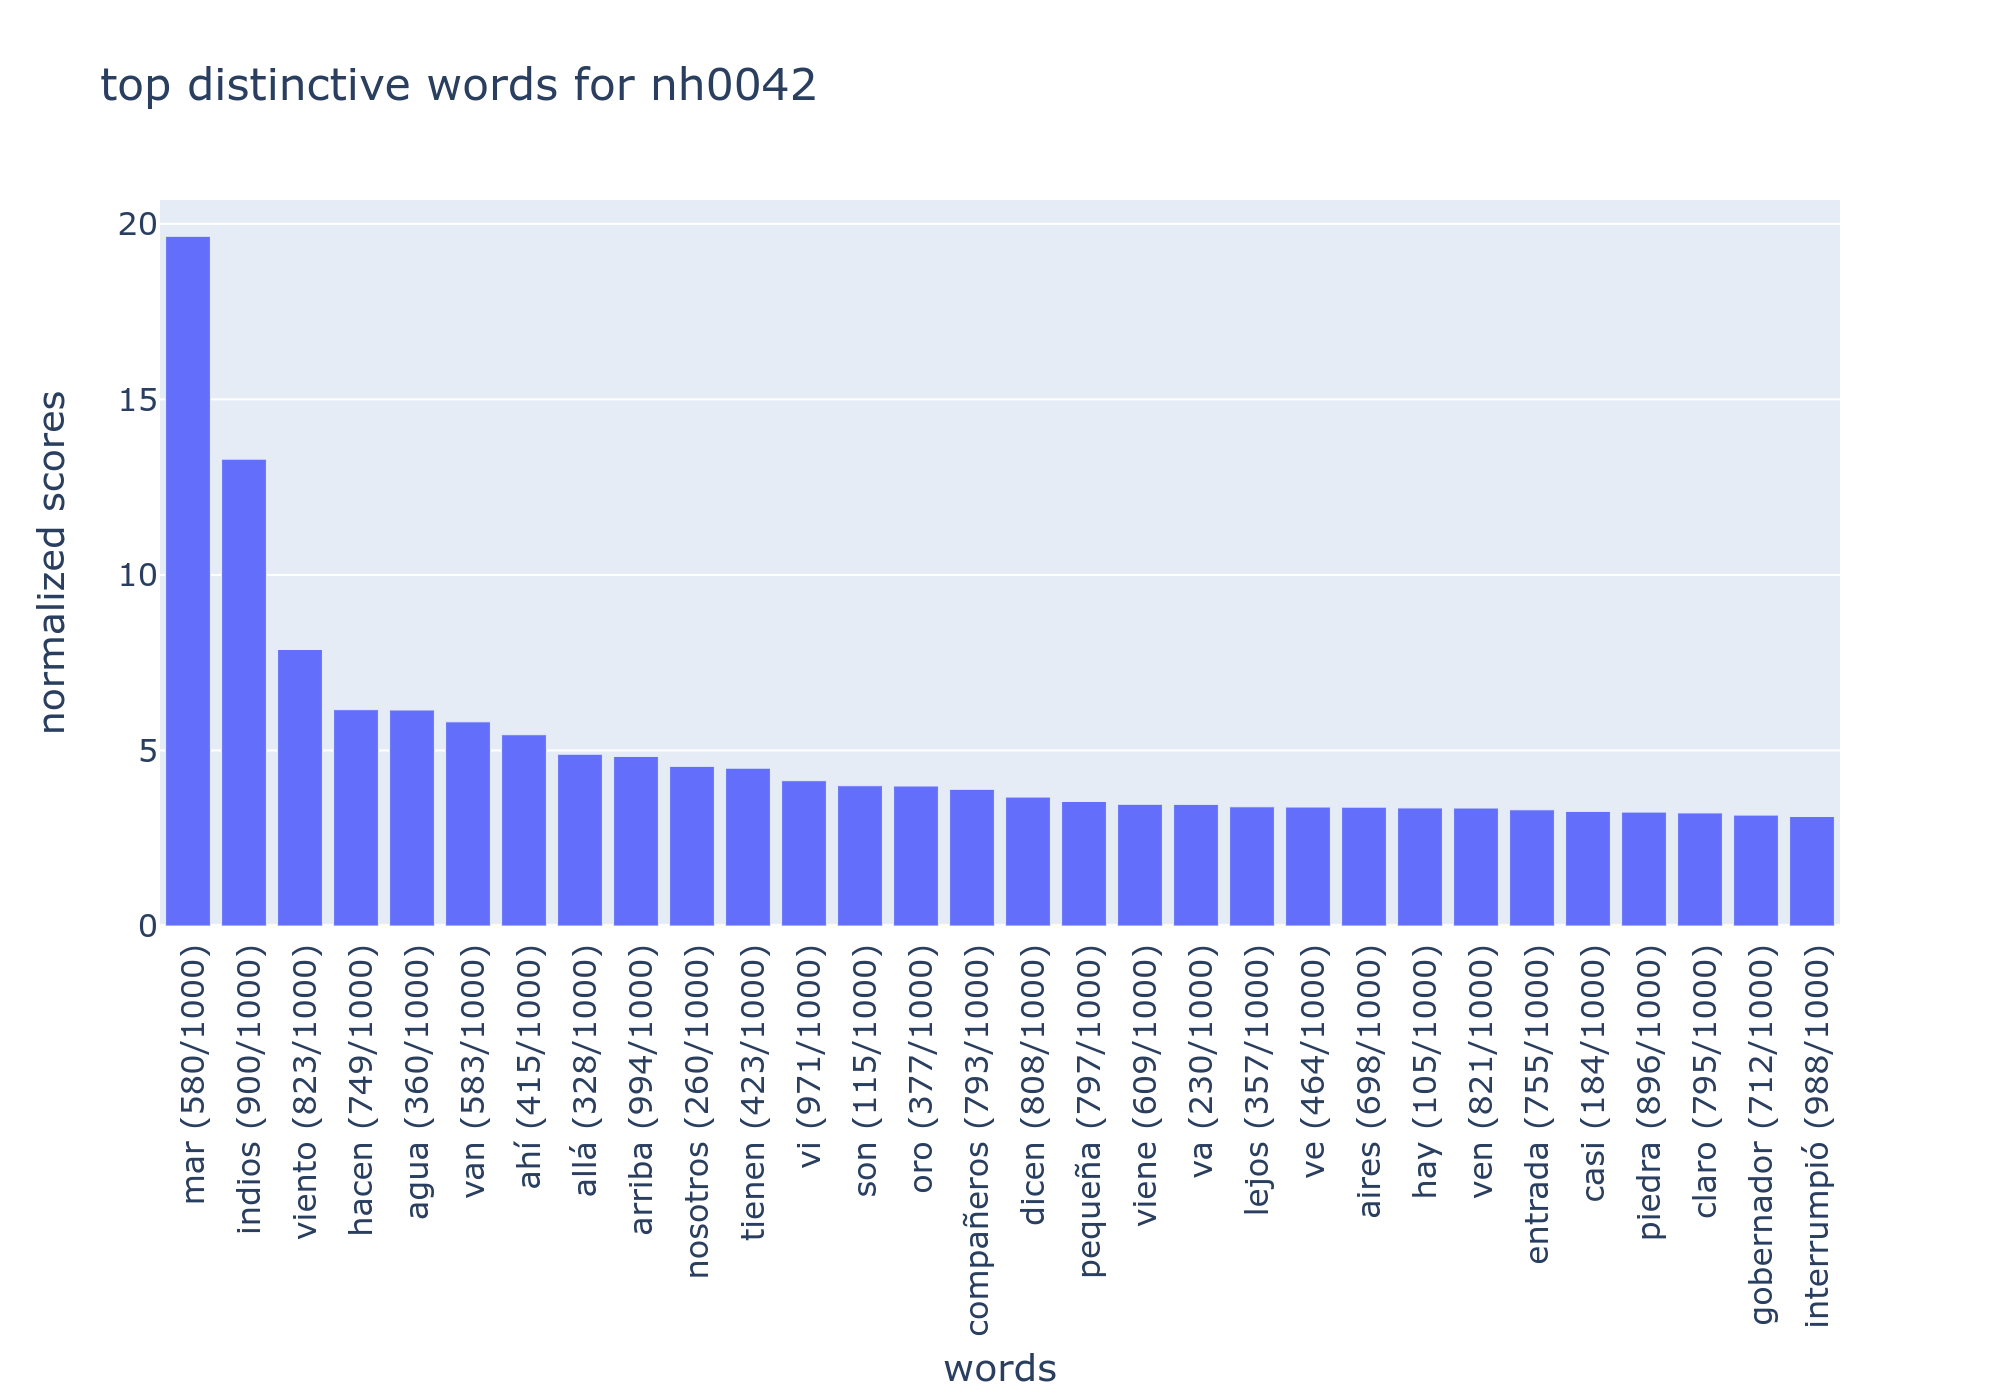 top distinctive words for nh0042
normalized scores
20
15
10
5
0
mar (580/1000)
indios (900/1000)
viento (823/1000)
hacen (749/1000)
agua (360/1000)
van (583/1000)
ahí (415/1000)
allá (328/1000)
arriba (994/1000)
nosotros (260/1000)
tienen (423/1000)
vi (971/1000)
son (115/1000)
oro (377/1000)
compañeros (793/1000)
dicen (808/1000)
pequeña (797/1000)
viene (609/1000)
va (230/1000)
lejos (357/1000)
ve (464/1000)
aires (698/1000)
hay (105/1000)
ven (821/1000)
entrada (755/1000)
casi (184/1000)
piedra (896/1000)
claro (795/1000)
gobernador (712/1000)
interrumpió (988/1000)
words